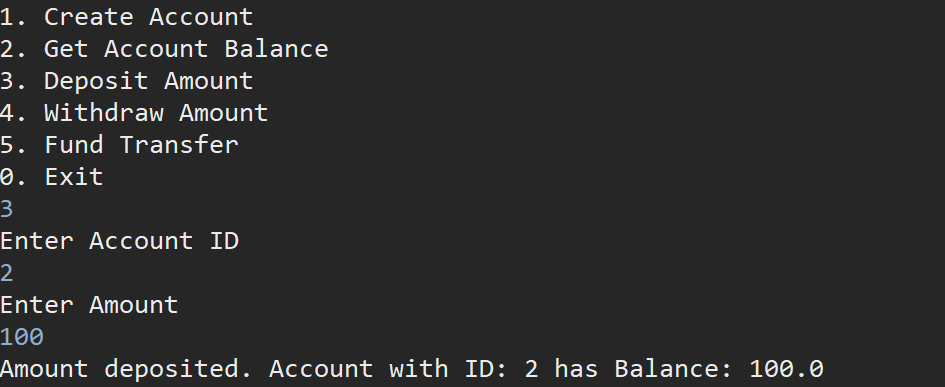 1. Create Account
2. Get Account Balance
3. Deposit Amount
4. Withdraw Amount
5. Fund Transfer
0. Exit
3
Enter Account ID
2
Enter Amount
100
Amount deposited. Account with ID: 2 has Balance: 100.0